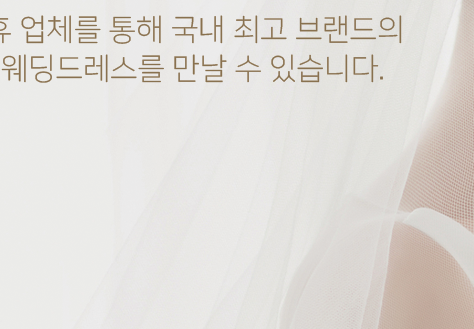 휴 업체를 통해 국내 최고 브랜드의
웨딩드레스를 만날 수 있습니다.